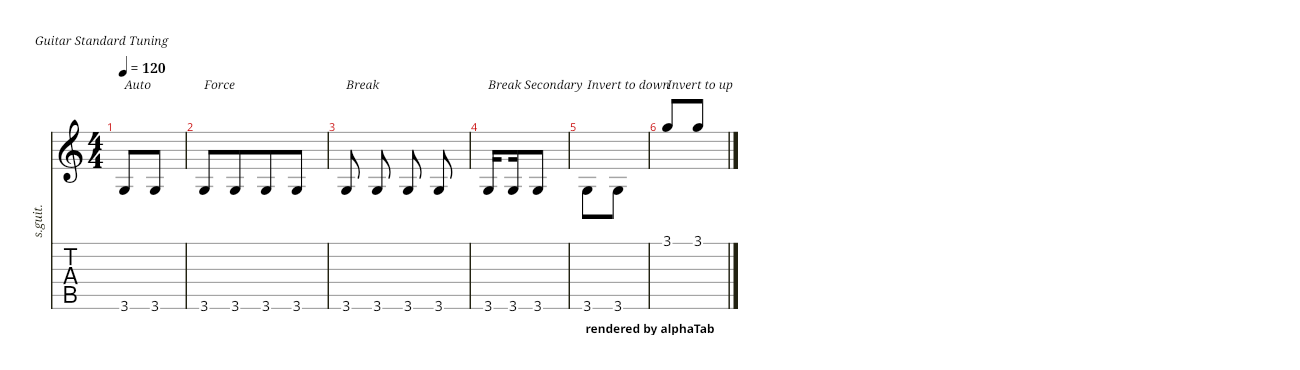 Guitar Standard Tuning
= 120
Auto Force Break Break Secondary Invert to down Invert to up
1 2 3 4 5 6
4
4
s.guit.
T
A
B
3 3
3 3 3 3 3 3 3 3 3 3 3 3 3 3 3
rendered by alphaTab